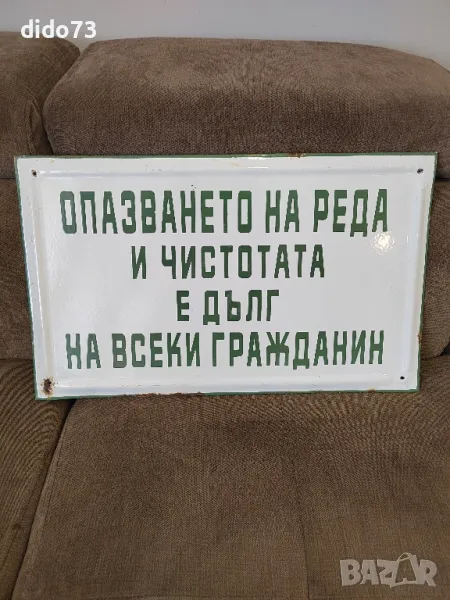 dido73
ОПАЗВАНЕТО НА РЕДА
И ЧИСТОТАТА
Е ДЪЛГ
НА ВСЕКИ ГРАЖДАНИН
BAZAR